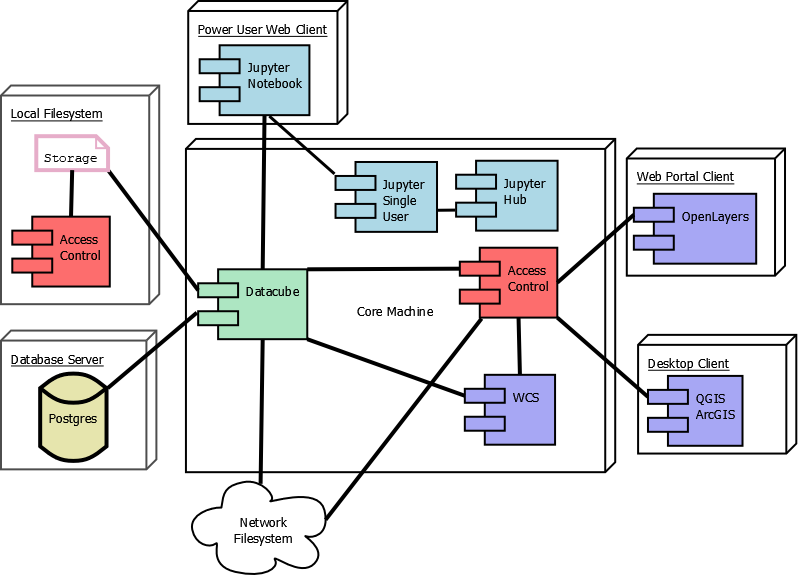 Power User Web Client
Jupyter
Notebook
Local Filesystem
Storage
Access
Control
Jupyter
Single
User
Jupyter
Hub
Web Portal Client
OpenLayers
Datacube
Access
Control
Core Machine
Database Server
Postgres
WCS
Desktop Client
QGIS
ArcGIS
Network
Filesystem